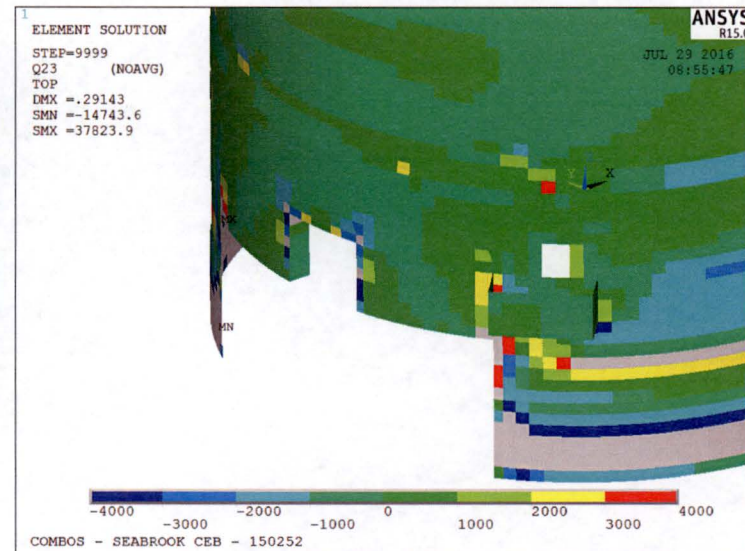 1
ELEMENT SOLUTION
ANSYS
R15.0
STEP=9999
Q23 (NOAVG)
TOP
DMX =.29143
SMN =-14743.6
SMX =37823.9
JUL 29 2016
08:55:47
Y
X
MX
MN
-4000
-3000
-2000
-1000
0
1000
2000
3000
4000
COMBOS - SEABROOK CEB - 150252